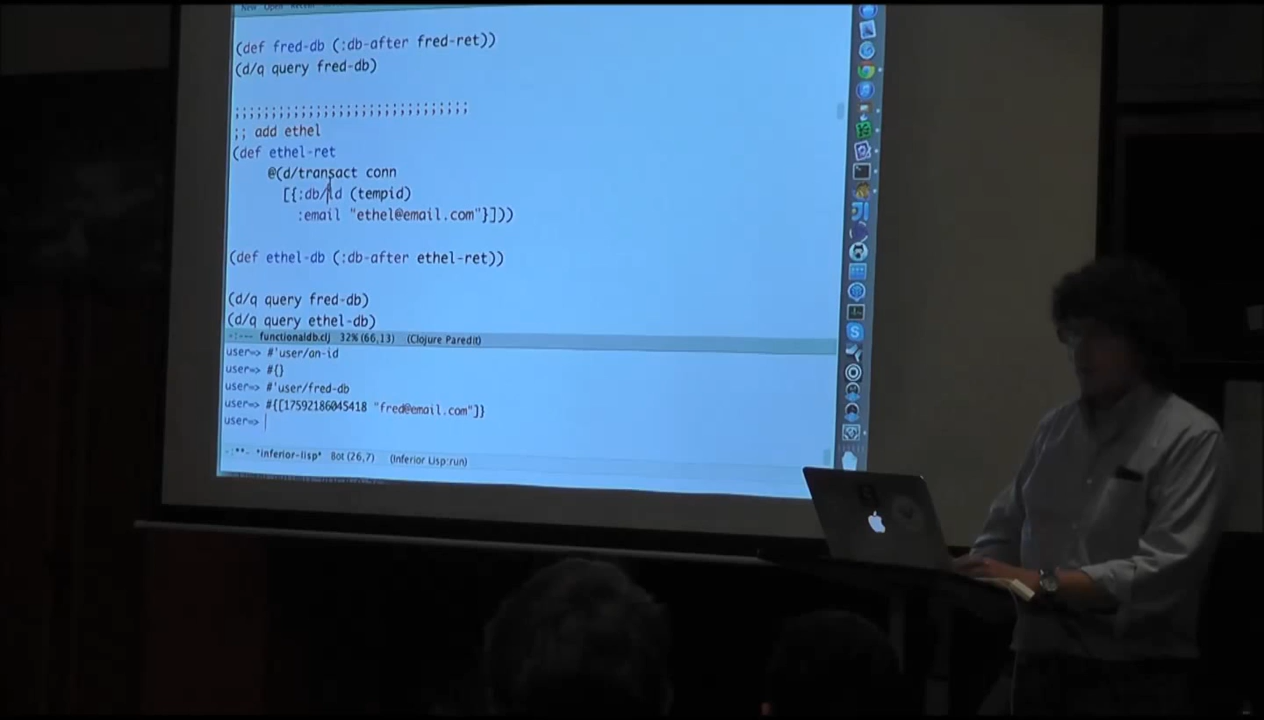 New Open Recent
(def fred-db (:db-after fred-ret))
(d/q query fred-db)
;;;;;;;;;;;;;;;;;;;;;;;;;;;;;
;; add ethel
(def ethel-ret
@(d/transact conn
[{:db/id (tempid)
:email "ethel@email.com"}]))
(def ethel-db (:db-after ethel-ret))
(d/q query fred-db)
(d/q query ethel-db)
-:--- functionaldb.clj 32% (66,13) (Clojure Paredit)
user=> #'user/an-id
user=> #{}
user=> #'user/fred-db
user=> #{[17592186045418 "fred@email.com"]}
user=>
-:**- *inferior-lisp* Bot (26,7) (Inferior Lisp:run)